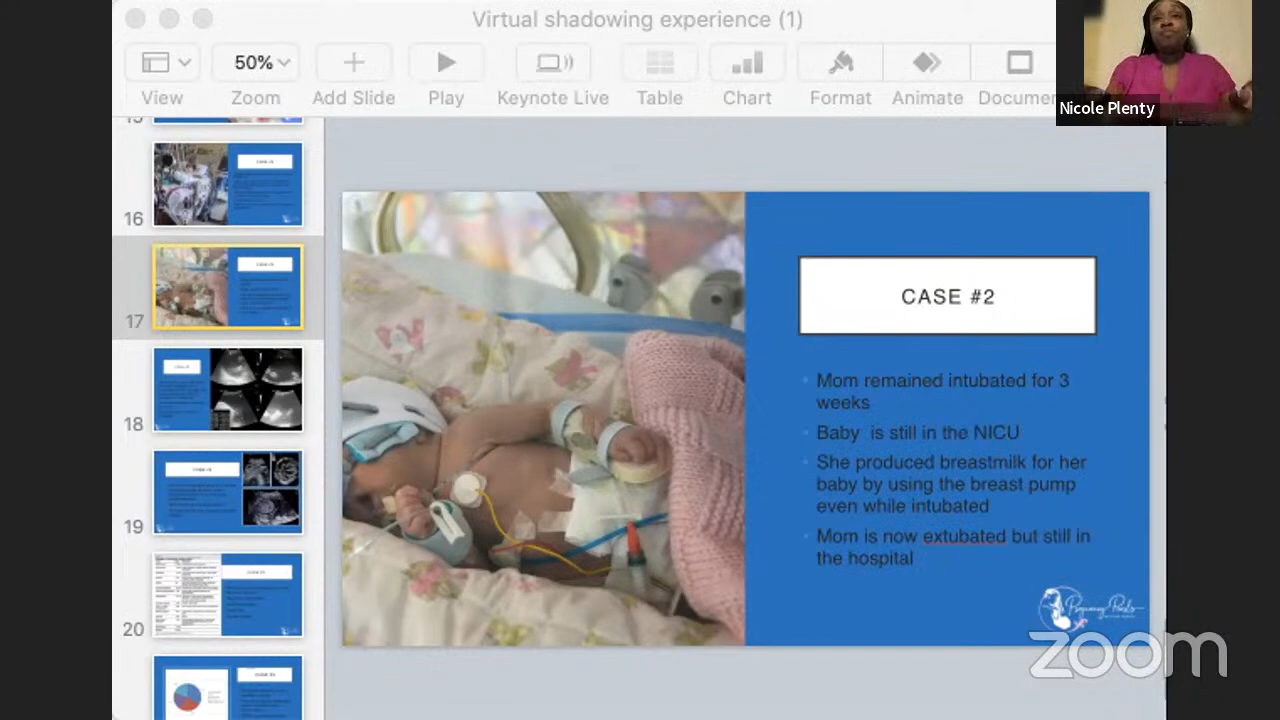 Virtual shadowing experience (1)
50%
View
Zoom
Add Slide
Play
Keynote Live
Table
Chart
Format
Animate
Documen
Nicole Plenty
16
17
18
19
20
CASE #2
Mom remained intubated for 3
weeks
Baby is still in the NICU
She produced breastmilk for her
baby by using the breast pump
even while intubated
Mom is now extubated but still in
the hospital
zoom